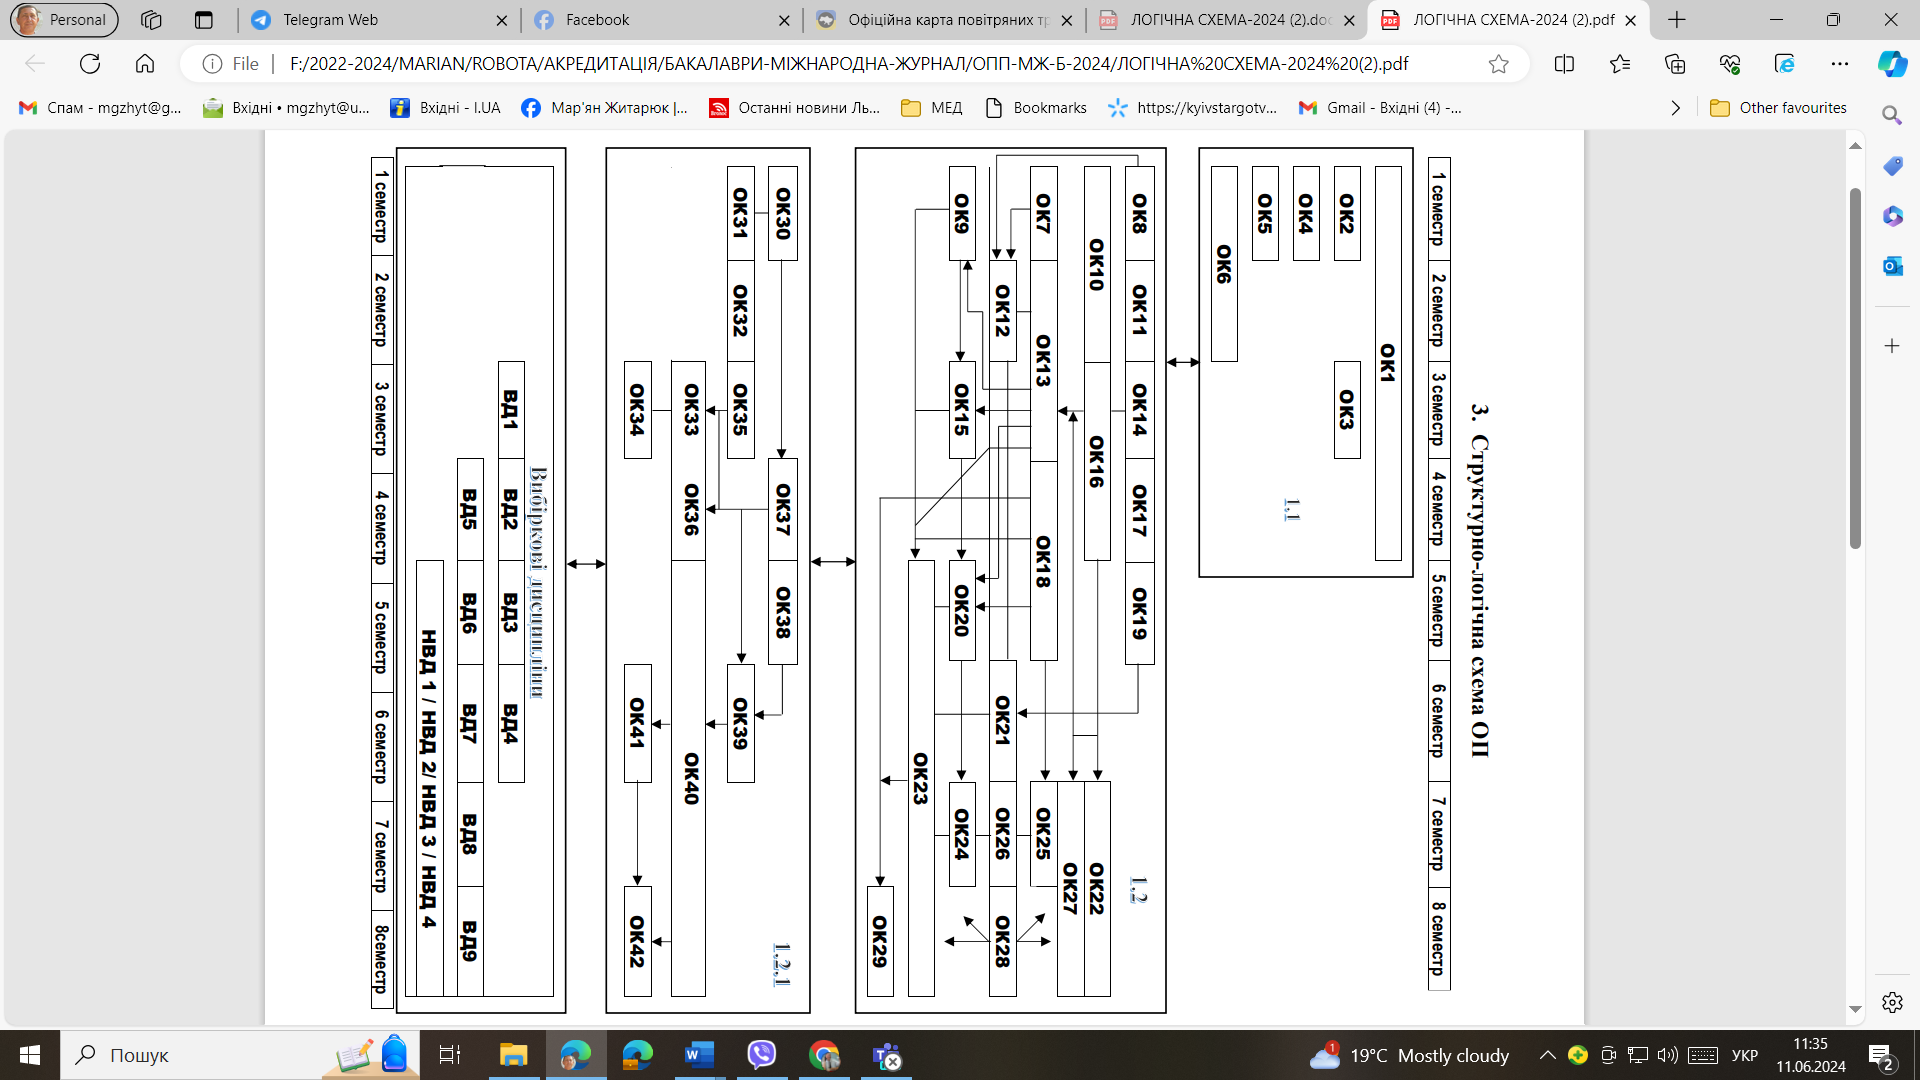 Personal
Telegram Web
Facebook
Офіційна карта повітряних тр
ЛОГІЧНА СХЕМА-2024 (2).doc
ЛОГІЧНА СХЕМА-2024 (2).pdf
File
F:/2022-2024/MARIAN/ROBOTA/АКРЕДИТАЦІЯ/БАКАЛАВРИ-МІЖНАРОДНА-ЖУРНАЛ/ОПП-МЖ-Б-2024/ЛОГІЧНА%20СХЕМА-2024%20(2).pdf
Спам - mgzhyt@g...
Вхідні • mgzhyt@u...
Вхідні - I.UA
Мар'ян Житарюк |...
Останні новини Ль...
МЕД
Bookmarks
https://kyivstargotv...
Gmail - Вхідні (4) -...
Other favourites
3. Структурно-логічна схема ОП
1 семестр
2 семестр
3 семестр
4 семестр
5 семестр
6 семестр
7 семестр
8 семестр
ОК1
ОК2
ОК3
ОК4
ОК5
ОК6
1.1
ОК8
ОК11
ОК14
ОК17
ОК19
1.2
ОК10
ОК16
ОК22
ОК27
ОК7
ОК13
ОК18
ОК25
ОК12
ОК21
ОК26
ОК28
ОК9
ОК15
ОК20
ОК24
ОК23
ОК29
ОК30
ОК37
ОК38
1.2.1
ОК31
ОК32
ОК35
ОК39
ОК33
ОК36
ОК40
ОК34
ОК41
ОК42
Вибіркові дисципліни
ВД1
ВД2
ВД3
ВД4
ВД5
ВД6
ВД7
ВД8
ВД9
НВД 1 / НВД 2/ НВД 3 / НВД 4
1 семестр
2 семестр
3 семестр
4 семестр
5 семестр
6 семестр
7 семестр
8семестр
Пошук
1
19°C Mostly cloudy
УКР
11:35
11.06.2024
2